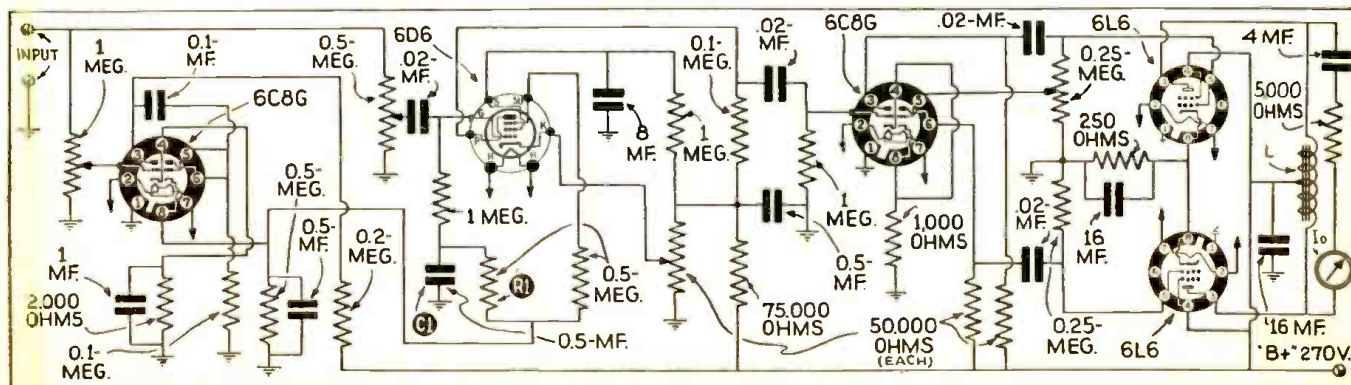 INPUT
1
MEG.
0.1-
MF.
6C8G
0.5-
MEG.
6D6
.02-
MF.
8
MF.
1
MEG.
0.1-
MEG.
.02-
MF.
6C8G
.02-MF.
6L6
0.25-
MEG.
250
OHMS
4 MF.
5,000
OHMS
L
0.5-
MEG.
0.5-
MF.
1 MEG.
1
MEG.
0.5-
MF.
1,000
OHMS
.02-
MF.
16
MF.
Io
1
MF.
2,000
OHMS
0.1-
MEG.
0.2-
MEG.
C1
R1
0.5-
MEG.
0.5-MF.
75,000
OHMS
50,000
OHMS
(EACH)
0.25-
MEG.
6L6
16 MF.
"B+" 270V.